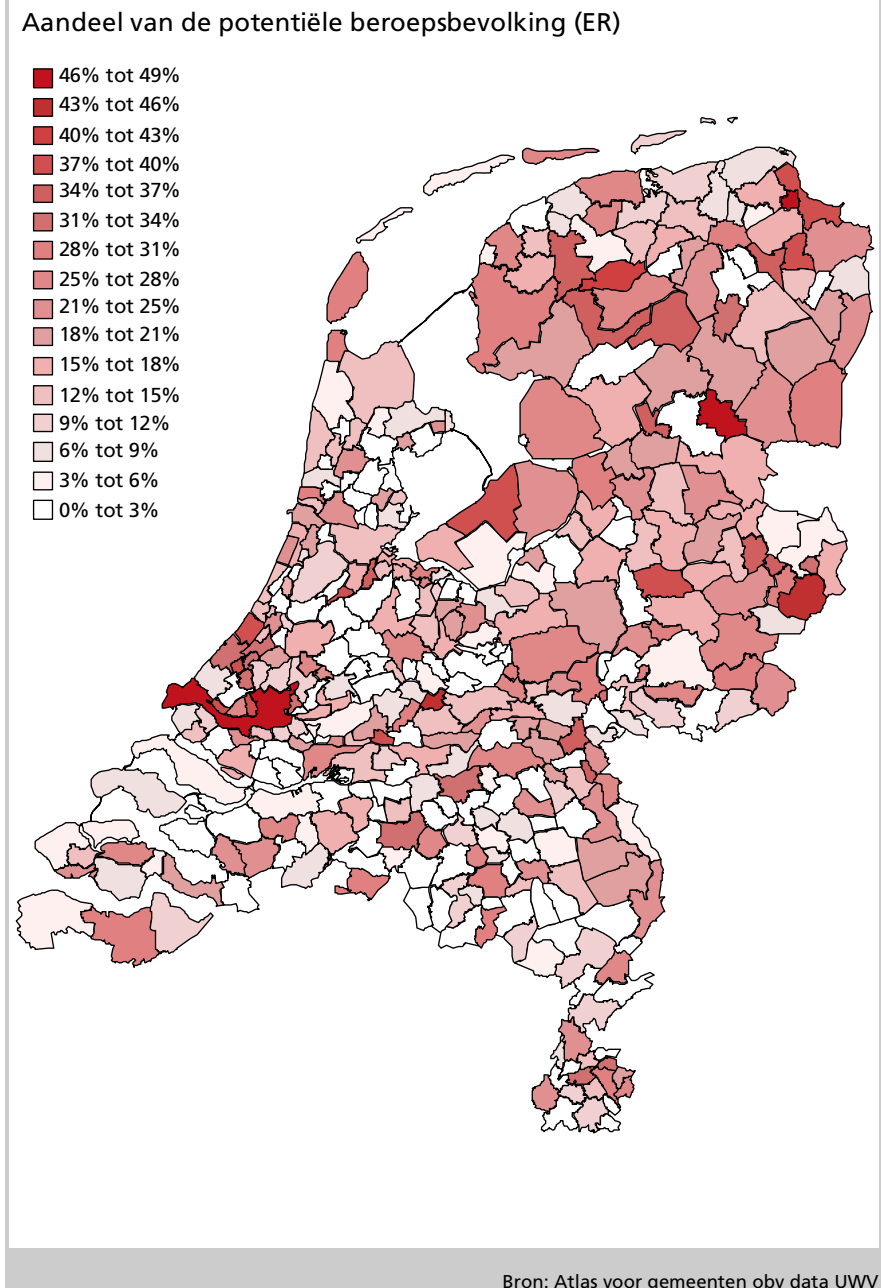 Aandeel van de potentiële beroepsbevolking (ER)
46% tot 49%
43% tot 46%
40% tot 43%
37% tot 40%
34% tot 37%
31% tot 34%
28% tot 31%
25% tot 28%
21% tot 25%
18% tot 21%
15% tot 18%
12% tot 15%
9% tot 12%
6% tot 9%
3% tot 6%
0% tot 3%
Bron: Atlas voor gemeenten obv data UWV